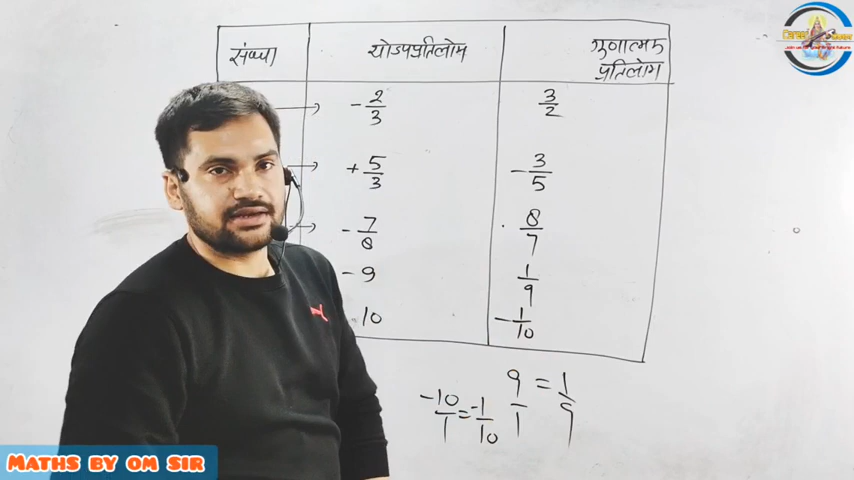 संख्या योज्यप्रतिलोम गुणात्मक
प्रतिलोम
→ -2/3 3/2
→ +5/3 -3/5
→ -7/8 8/7
-9 1/9
10 -1/10
-10/1 = -1/10 9/1 = 1/9
MATHS BY OM SIR